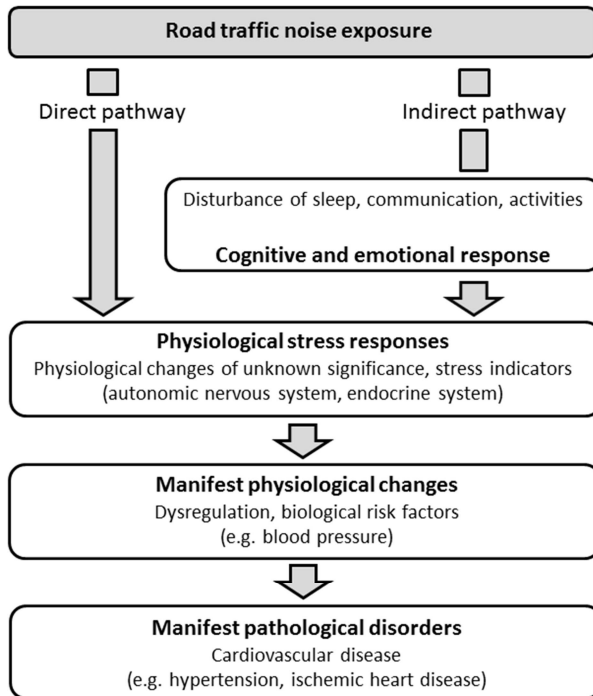 Road traffic noise exposure
Direct pathway
Indirect pathway
Disturbance of sleep, communication, activities
Cognitive and emotional response
Physiological stress responses
Physiological changes of unknown significance, stress indicators
(autonomic nervous system, endocrine system)
Manifest physiological changes
Dysregulation, biological risk factors
(e.g. blood pressure)
Manifest pathological disorders
Cardiovascular disease
(e.g. hypertension, ischemic heart disease)